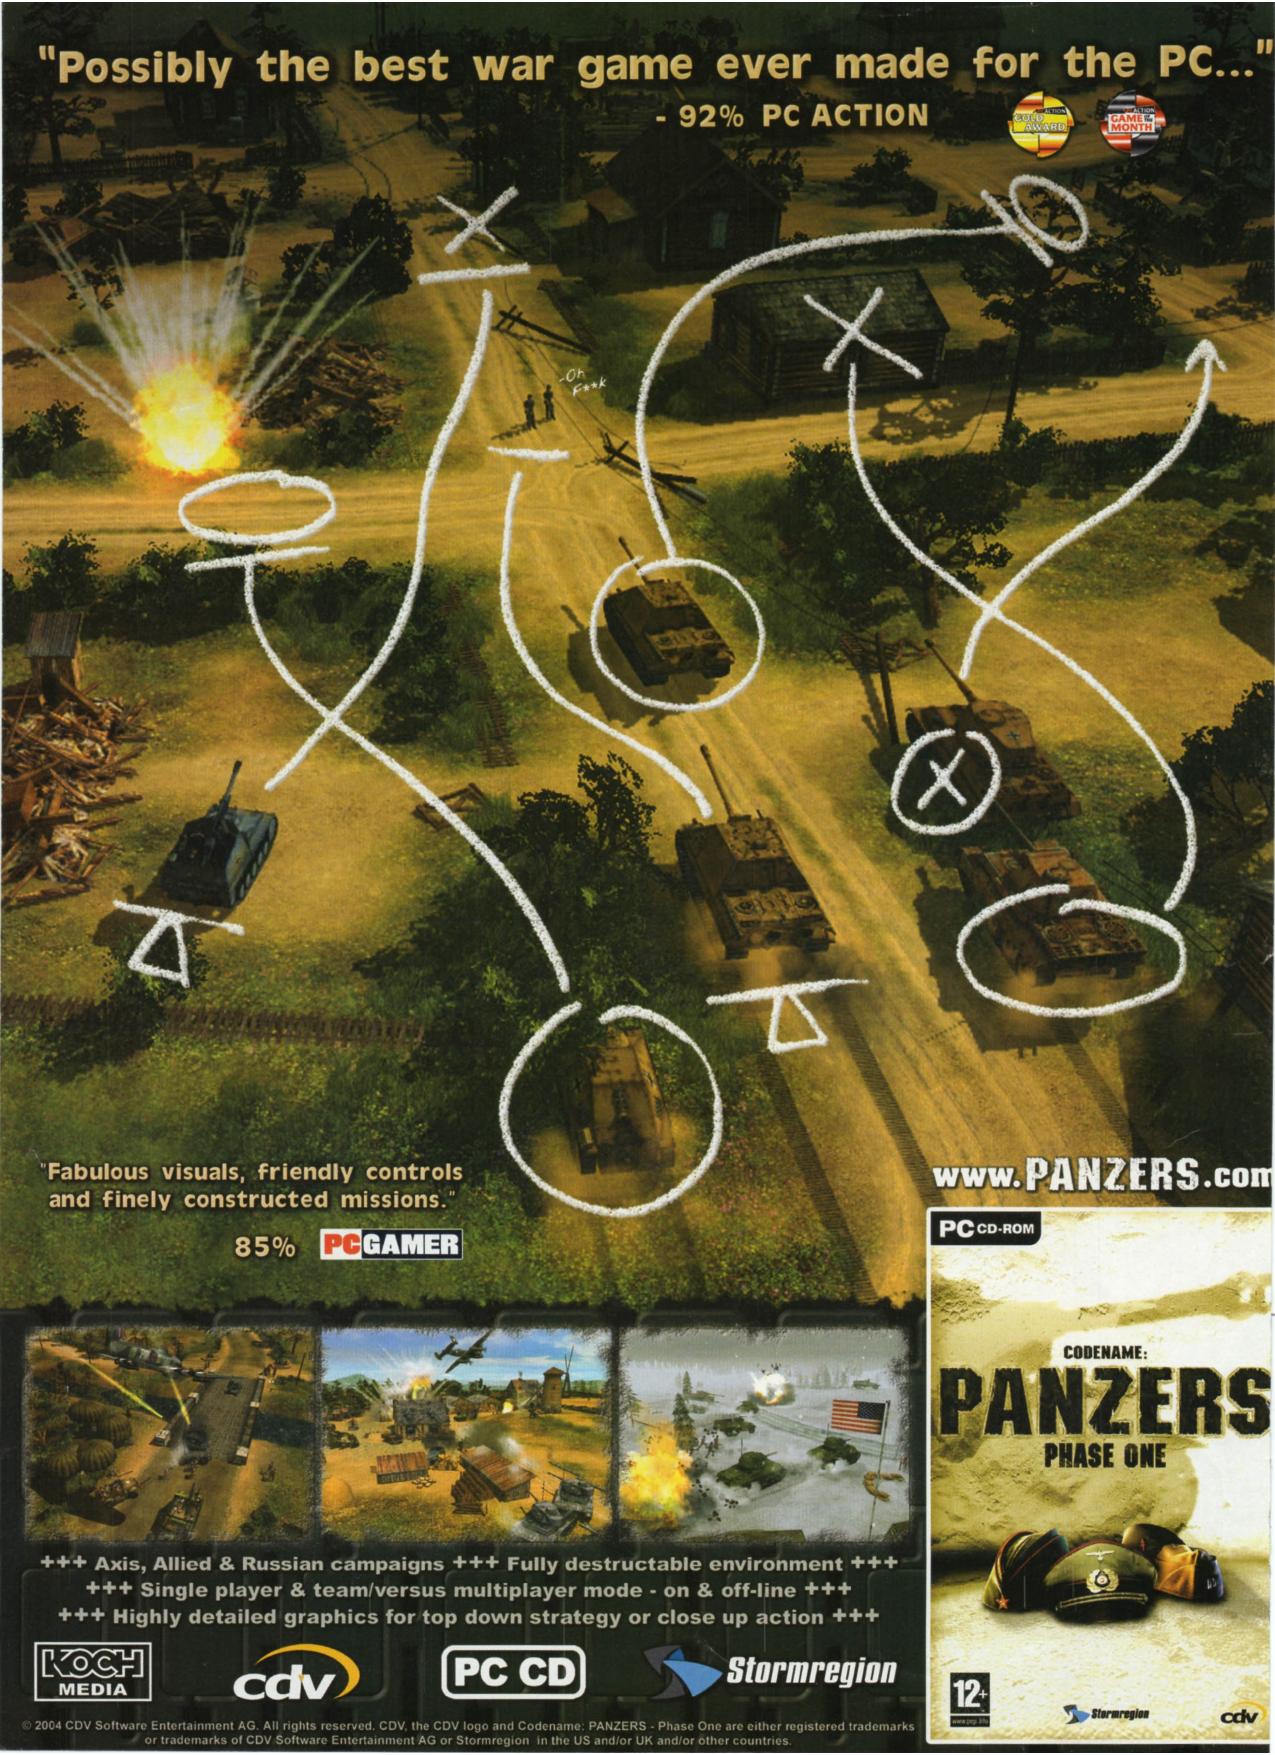 "Possibly the best war game ever made for the PC..."
- 92% PC ACTION
ACTION
GOLD
AWARD
ACTION
GAME OF THE
MONTH
-Oh
F**k
"Fabulous visuals, friendly controls
and finely constructed missions."
85% PCGAMER
www.PANZERS.com
PC CD-ROM
CODENAME:
PANZERS
PHASE ONE
+++ Axis, Allied & Russian campaigns +++ Fully destructable environment +++
+++ Single player & team/versus multiplayer mode - on & off-line +++
+++ Highly detailed graphics for top down strategy or close up action +++
KOCH
MEDIA
cdv
PC CD
Stormregion
12+
www.pegi.info
Stormregion
cdv
© 2004 CDV Software Entertainment AG. All rights reserved. CDV, the CDV logo and Codename: PANZERS - Phase One are either registered trademarks
or trademarks of CDV Software Entertainment AG or Stormregion in the US and/or UK and/or other countries.